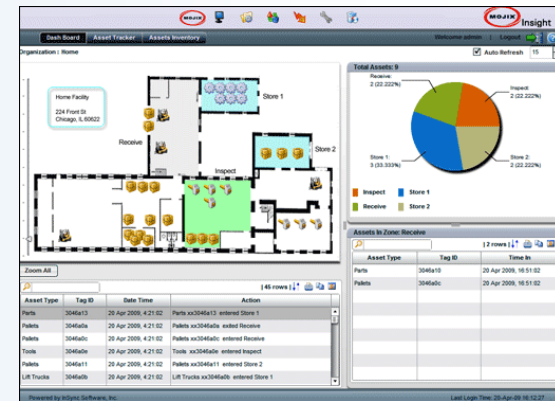 MOJIX
MOJIX Insight
Dash Board Asset Tracker Assets Inventory
Welcome admin | Logout
Organization : Home
Auto Refresh 15
Home Facility
224 Front St
Chicago, IL 60622
Store 1
Receive
Store 2
Inspect
Total Assets: 9
Receive:
2 (22.222%)
Inspect:
2 (22.222%)
Store 1:
3 (33.333%)
Store 2:
2 (22.222%)
Inspect Store 1
Receive Store 2
Zoom All
45 rows
Asset Type Tag ID Date Time Action
Parts 3046a13 20 Apr 2009, 4:21:02 Parts xx3046a13 entered Store 1
Pallets 3046a0a 20 Apr 2009, 4:21:02 Pallets xx3046a0a exited Receive
Pallets 3046a0c 20 Apr 2009, 4:21:02 Pallets xx3046a0c entered Receive
Tools 3046a0e 20 Apr 2009, 4:21:02 Tools xx3046a0e entered Inspect
Pallets 3046a11 20 Apr 2009, 4:21:02 Pallets xx3046a11 entered Store 2
Lift Trucks 3046a0b 20 Apr 2009, 4:21:02 Lift Trucks xx3046a0b entered Store 1
Assets In Zone: Receive
2 rows
Asset Type Tag ID Time In
Parts 3046a10 20 Apr 2009, 16:51:02
Pallets 3046a0c 20 Apr 2009, 16:51:02
Powered by InSync Software, Inc.
Last Login Time: 20-Apr-09 16:12:27